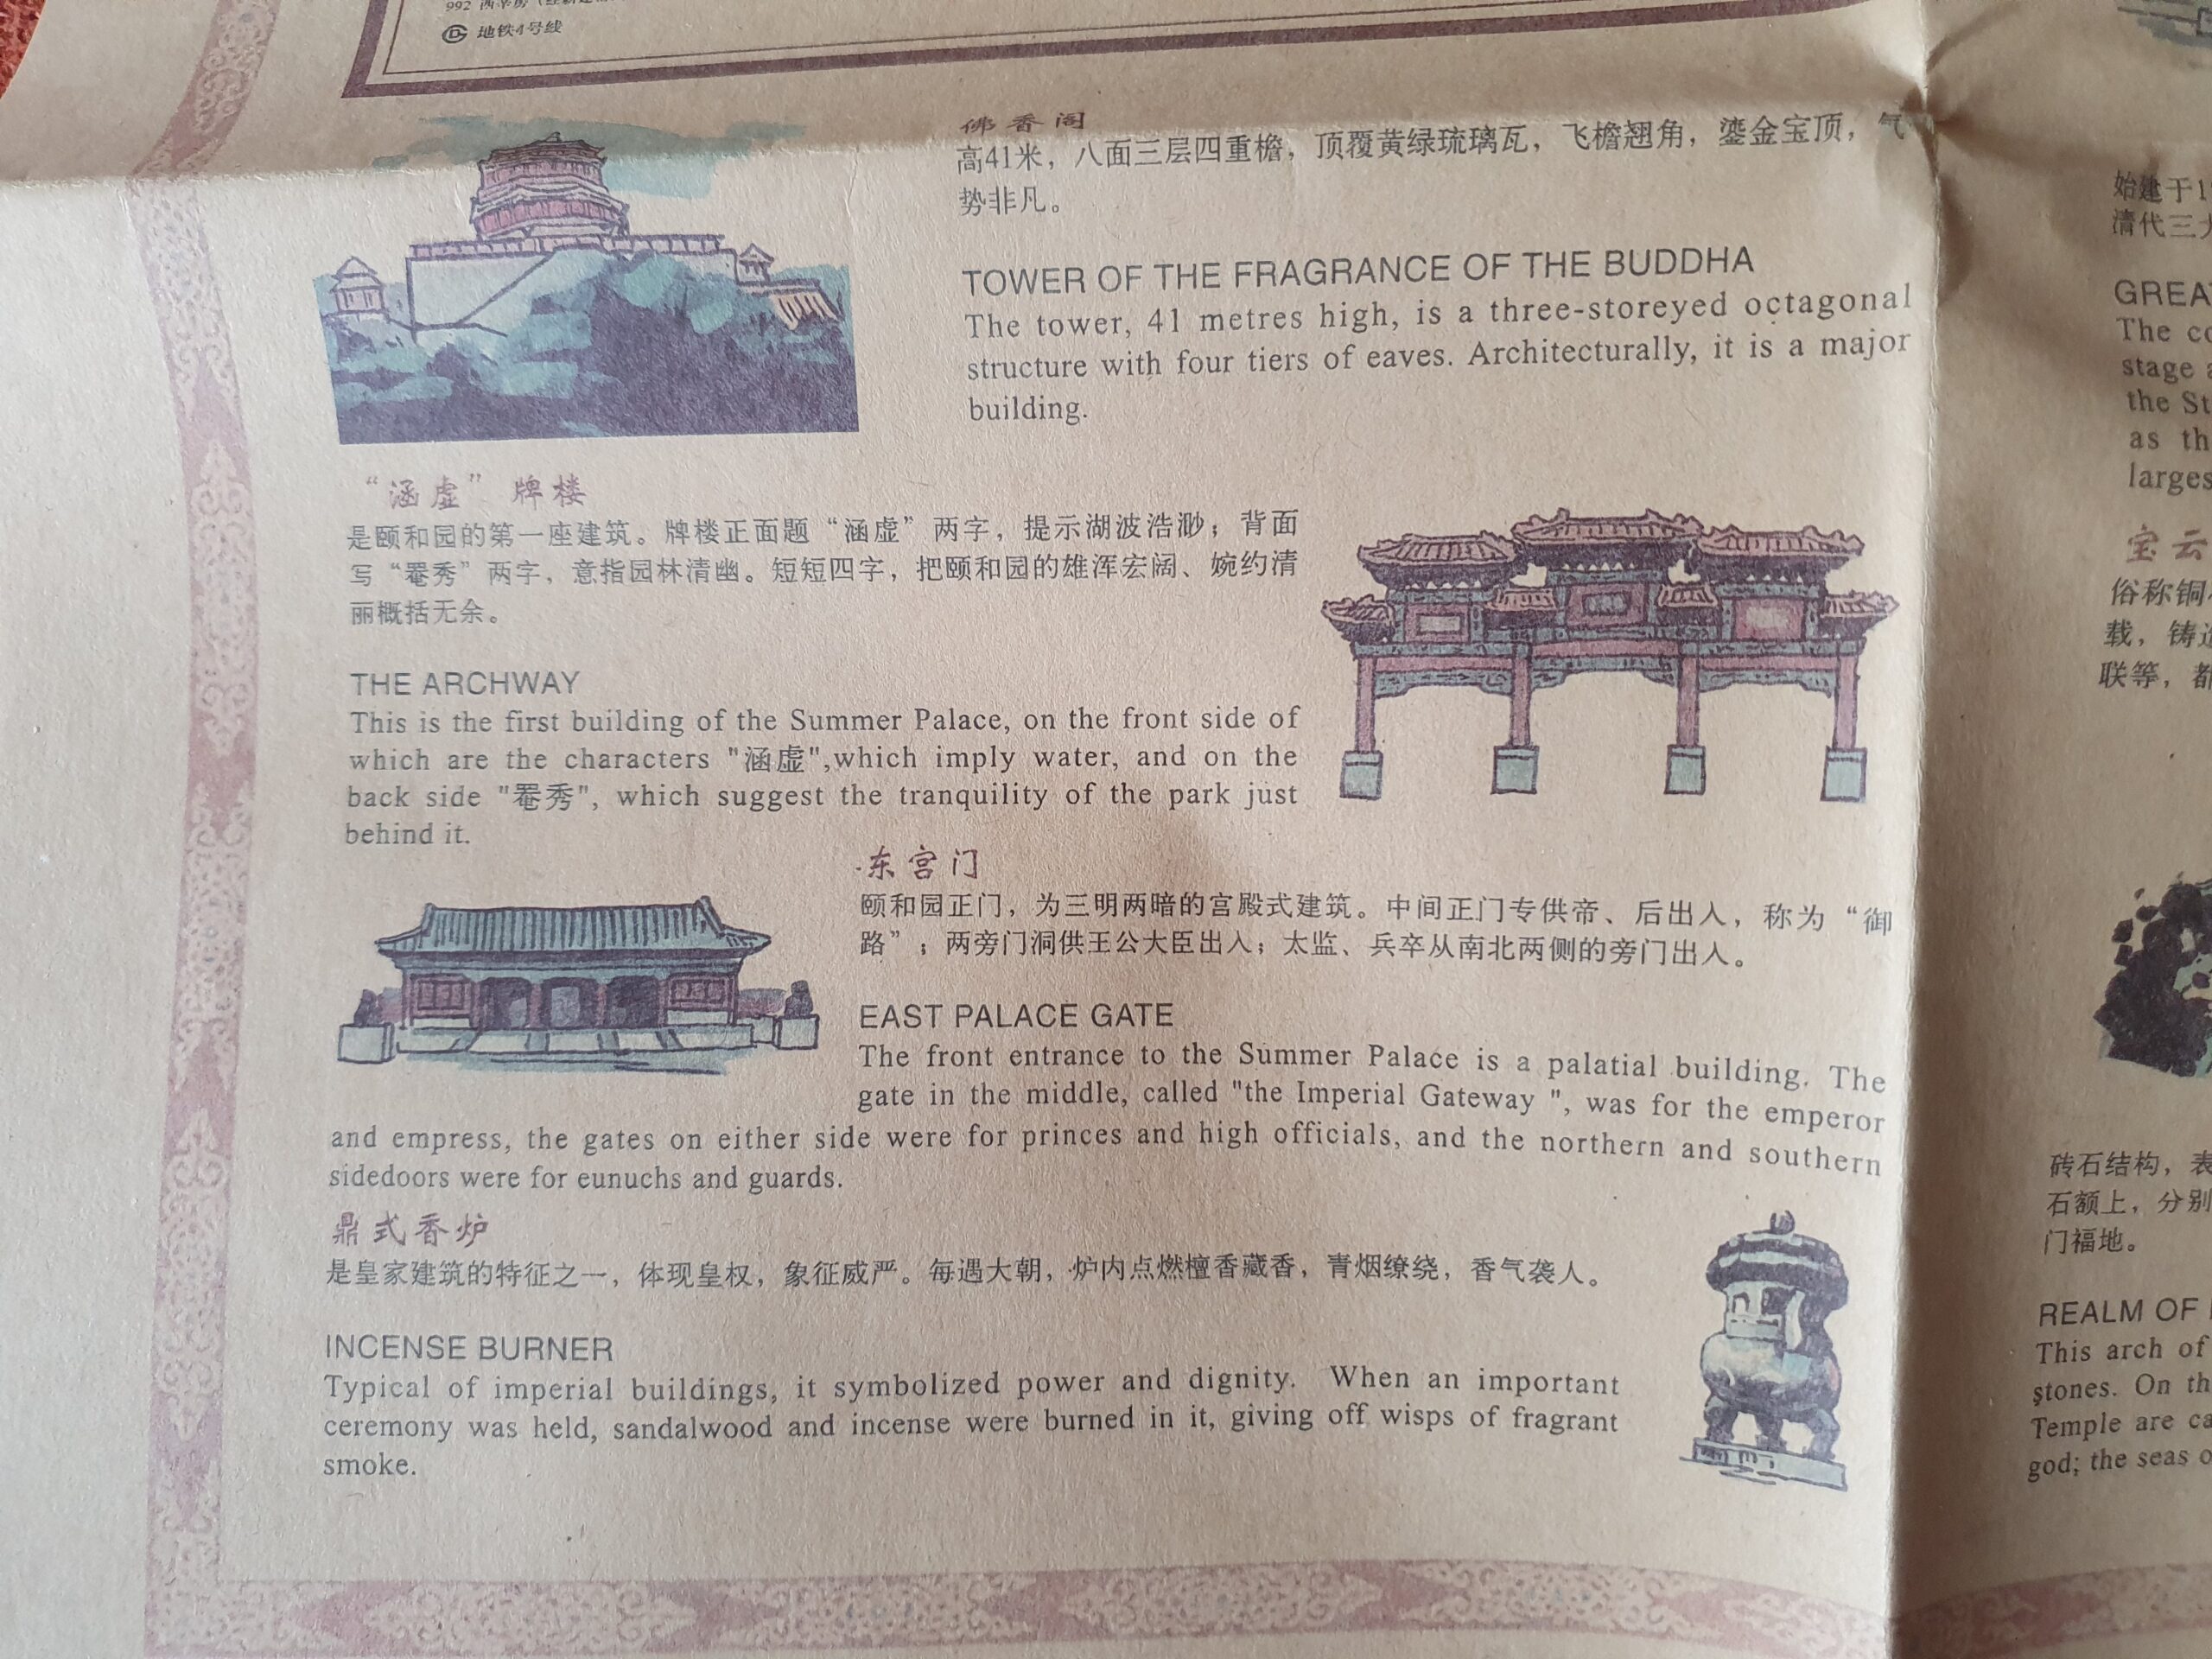 992
地铁4号线
佛香阁
高41米，八面三层四重檐，顶覆黄绿琉璃瓦，飞檐翘角，鎏金宝顶，气
势非凡。
TOWER OF THE FRAGRANCE OF THE BUDDHA
The tower, 41 metres high, is a three-storeyed octagonal
structure with four tiers of eaves. Architecturally, it is a major
building.
“涵虚”牌楼
是颐和园的第一座建筑。牌楼正面题“涵虚”两字，提示湖波浩渺；背面
写“罨秀”两字，意指园林清幽。短短四字，把颐和园的雄浑宏阔、婉约清
丽概括无余。
THE ARCHWAY
This is the first building of the Summer Palace, on the front side of
which are the characters "涵虚",which imply water, and on the
back side "罨秀", which suggest the tranquility of the park just
behind it.
东宫门
颐和园正门，为三明两暗的宫殿式建筑。中间正门专供帝、后出入，称为“御
路”；两旁门洞供王公大臣出入；太监、兵卒从南北两侧的旁门出入。
EAST PALACE GATE
The front entrance to the Summer Palace is a palatial building. The
gate in the middle, called "the Imperial Gateway ", was for the emperor
and empress, the gates on either side were for princes and high officials, and the northern and southern
sidedoors were for eunuchs and guards.
鼎式香炉
是皇家建筑的特征之一，体现皇权，象征威严。每遇大朝，炉内点燃檀香藏香，青烟缭绕，香气袭人。
INCENSE BURNER
Typical of imperial buildings, it symbolized power and dignity. When an important
ceremony was held, sandalwood and incense were burned in it, giving off wisps of fragrant
smoke.
始建于1
清代三大
The
stage
the
as
宝云
俗称铜
载，铸造
联等，都
砖石结构，表
石额上，分别
门福地。
REALM OF
This arch of
stones. On
Temple are
god; the seas